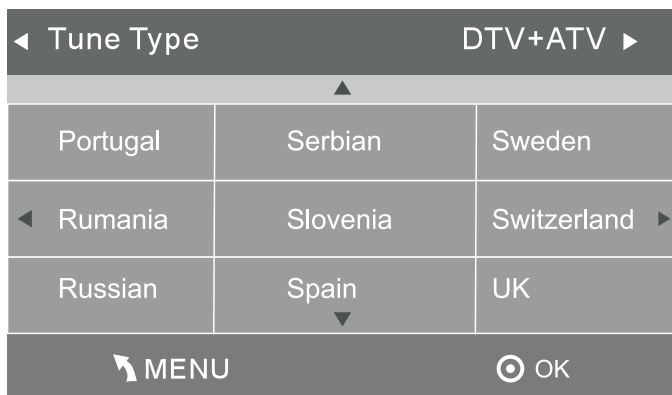 Tune Type DTV+ATV
Portugal Serbian Sweden
Rumania Slovenia Switzerland
Russian Spain UK
MENU OK